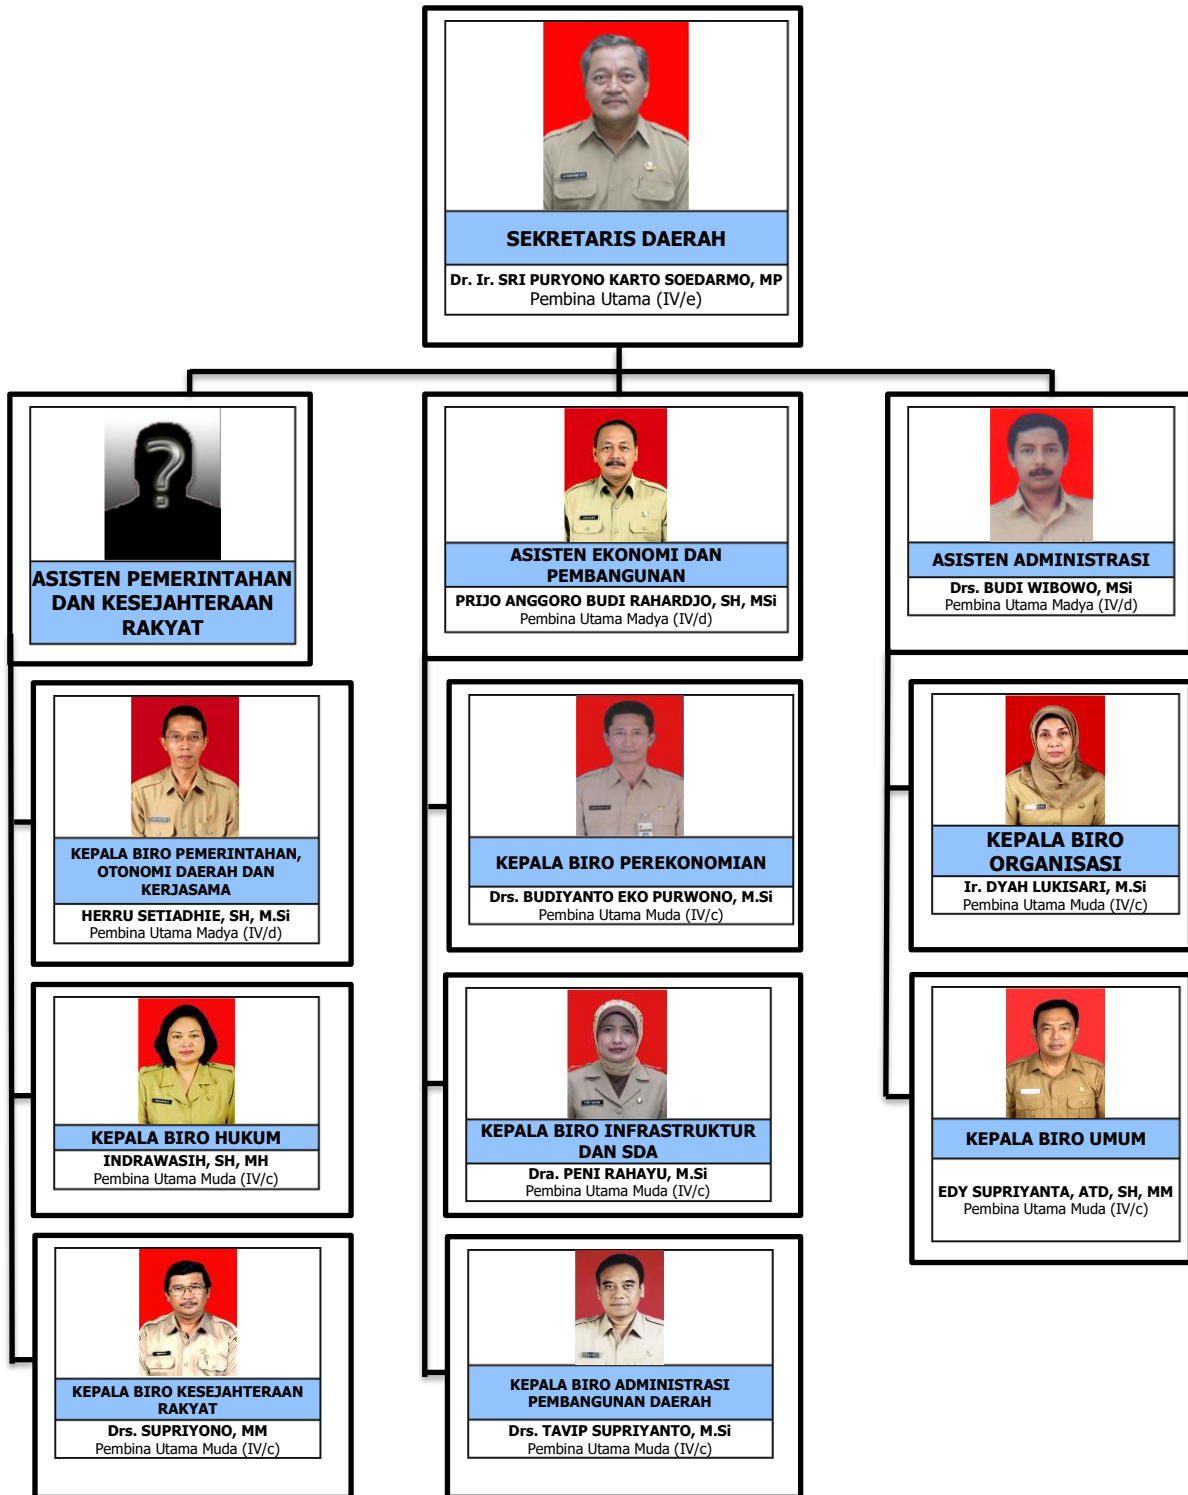 SEKRETARIS DAERAH
Dr. Ir. SRI PURYONO KARTO SOEDARMO, MP
Pembina Utama (IV/e)
ASISTEN PEMERINTAHAN
DAN KESEJAHTERAAN
RAKYAT
ASISTEN EKONOMI DAN
PEMBANGUNAN
PRIJO ANGGORO BUDI RAHARDJO, SH, MSi
Pembina Utama Madya (IV/d)
ASISTEN ADMINISTRASI
Drs. BUDI WIBOWO, MSi
Pembina Utama Madya (IV/d)
KEPALA BIRO PEMERINTAHAN,
OTONOMI DAERAH DAN
KERJASAMA
HERRU SETIADHIE, SH, M.Si
Pembina Utama Madya (IV/d)
KEPALA BIRO PEREKONOMIAN
Drs. BUDIYANTO EKO PURWONO, M.Si
Pembina Utama Muda (IV/c)
KEPALA BIRO
ORGANISASI
Ir. DYAH LUKISARI, M.Si
Pembina Utama Muda (IV/c)
KEPALA BIRO HUKUM
INDRAWASIH, SH, MH
Pembina Utama Muda (IV/c)
KEPALA BIRO INFRASTRUKTUR
DAN SDA
Dra. PENI RAHAYU, M.Si
Pembina Utama Muda (IV/c)
KEPALA BIRO UMUM
EDY SUPRIYANTA, ATD, SH, MM
Pembina Utama Muda (IV/c)
KEPALA BIRO KESEJAHTERAAN
RAKYAT
Drs. SUPRIYONO, MM
Pembina Utama Muda (IV/c)
KEPALA BIRO ADMINISTRASI
PEMBANGUNAN DAERAH
Drs. TAVIP SUPRIYANTO, M.Si
Pembina Utama Muda (IV/c)